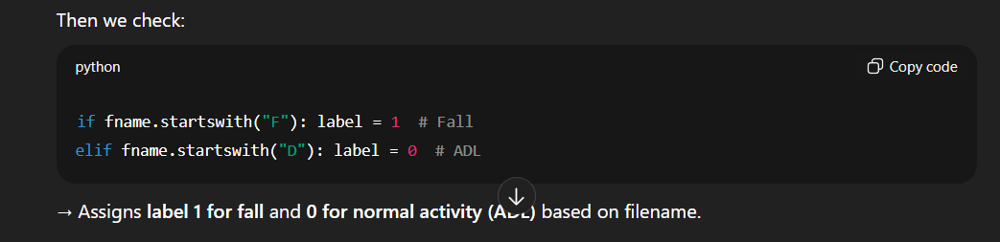 Then we check:
python
Copy code
if fname.startswith("F"): label = 1  # Fall
elif fname.startswith("D"): label = 0  # ADL
→ Assigns label 1 for fall and 0 for normal activity (ADL) based on filename.